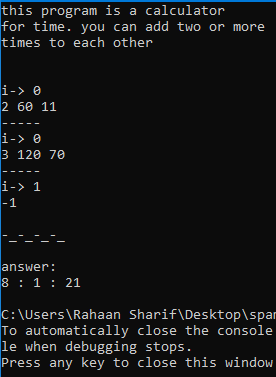 this program is a calculator
for time. you can add two or more
times to each other
i-> 0
2 60 11
-----
i-> 0
3 120 70
-----
i-> 1
-1
-_-_-_-_
answer:
8 : 1 : 21
C:\Users\Rahaan Sharif\Desktop\spar
To automatically close the console
le when debugging stops.
Press any key to close this window